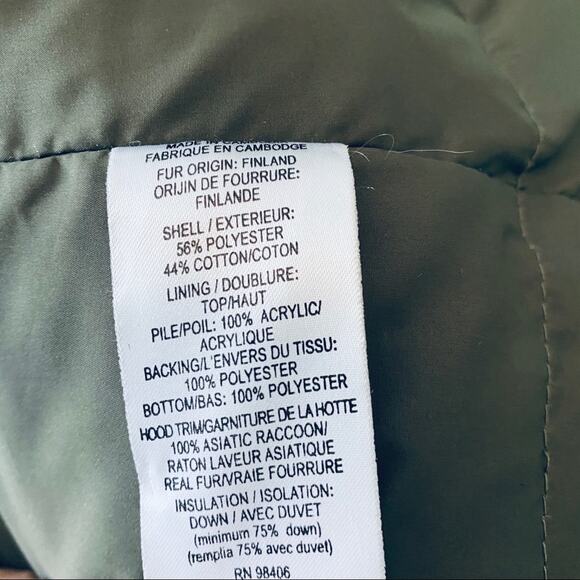 MADE IN
FABRIQUE EN CAMBODGE
FUR ORIGIN: FINLAND
ORIJIN DE FOURRURE:
FINLANDE
SHELL / EXTERIEUR:
56% POLYESTER
44% COTTON/COTON
LINING / DOUBLURE:
TOP/HAUT
PILE/POIL: 100% ACRYLIC/
ACRYLIQUE
BACKING/L'ENVERS DU TISSU:
100% POLYESTER
BOTTOM/BAS: 100% POLYESTER
HOOD TRIM/GARNITURE DE LA HOTTE
100% ASIATIC RACCOON/
RATON LAVEUR ASIATIQUE
REAL FUR/VRAIE FOURRURE
INSULATION / ISOLATION:
DOWN / AVEC DUVET
(minimum 75% down)
(remplia 75% avec duvet)
RN 98406